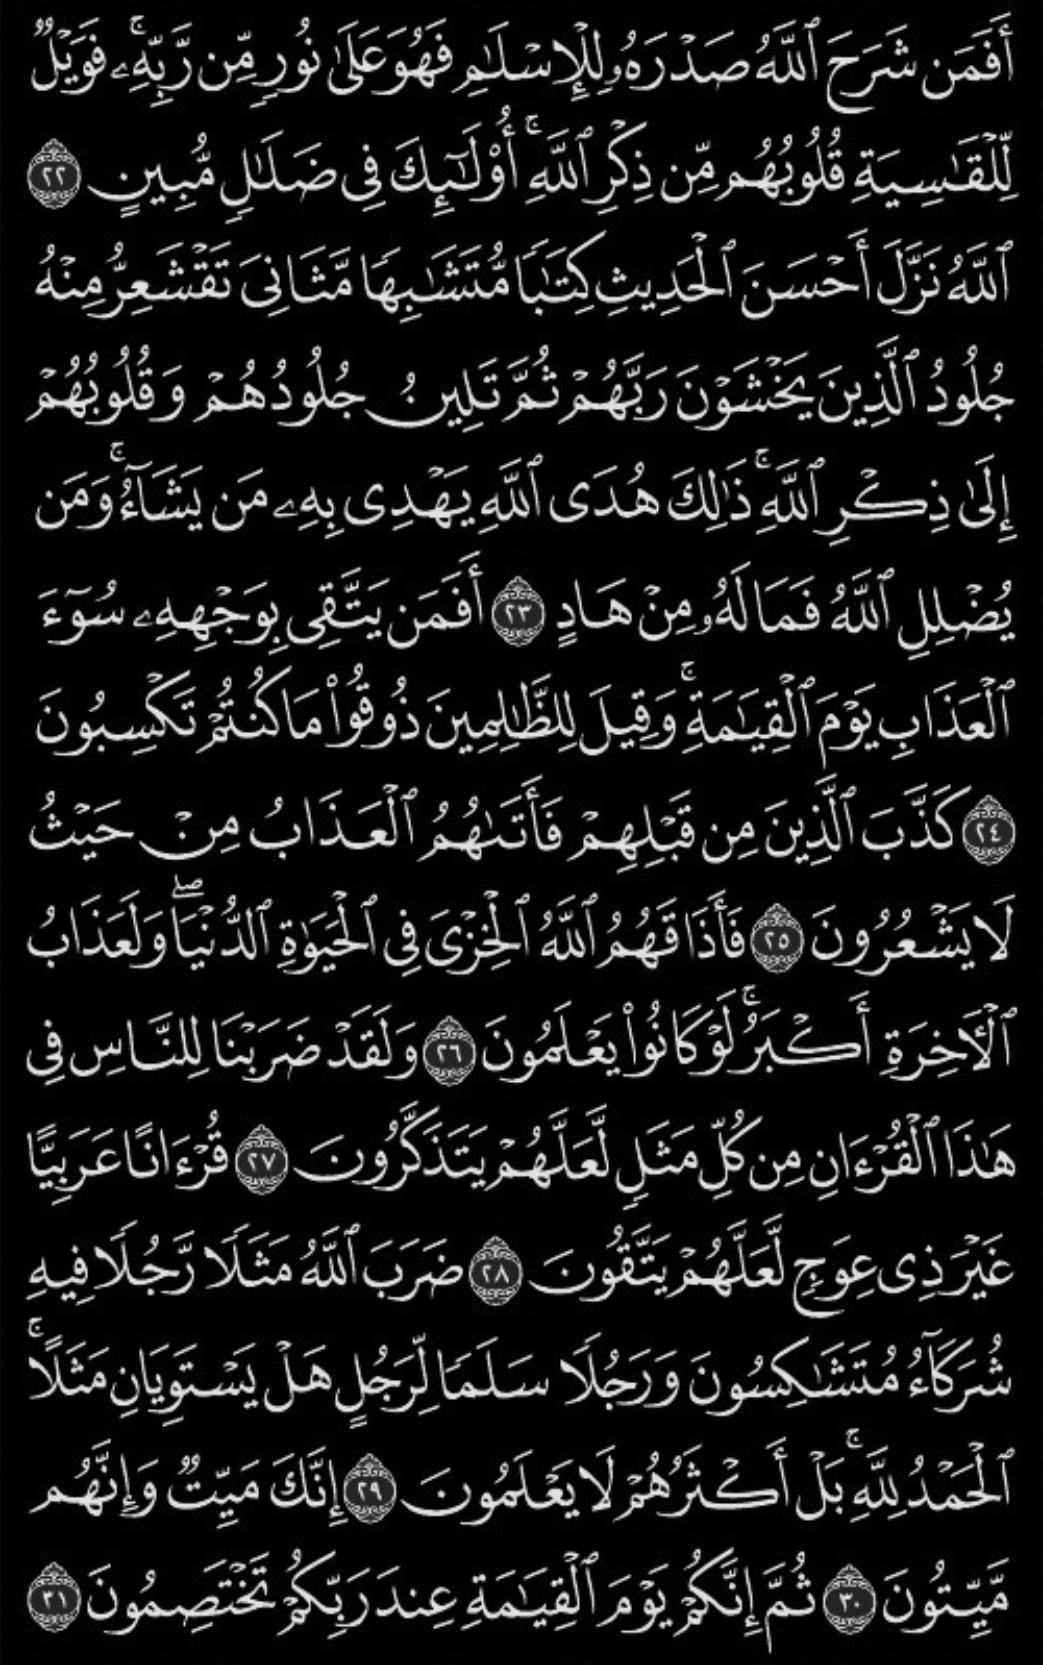 أَفَمَن شَرَحَ ٱللَّهُ صَدْرَهُۥ لِلْإِسْلَٰمِ فَهُوَ عَلَىٰ نُورٍ مِّن رَّبِّهِۦ ۚ فَوَيْلٌ
لِّلْقَٰسِيَةِ قُلُوبُهُم مِّن ذِكْرِ ٱللَّهِ ۚ أُو۟لَٰٓئِكَ فِى ضَلَٰلٍ مُّبِينٍ ٢٢
ٱللَّهُ نَزَّلَ أَحْسَنَ ٱلْحَدِيثِ كِتَٰبًا مُّتَشَٰبِهًا مَّثَانِىَ تَقْشَعِرُّ مِنْهُ
جُلُودُ ٱلَّذِينَ يَخْشَوْنَ رَبَّهُمْ ثُمَّ تَلِينُ جُلُودُهُمْ وَقُلُوبُهُمْ
إِلَىٰ ذِكْرِ ٱللَّهِ ۚ ذَٰلِكَ هُدَى ٱللَّهِ يَهْدِى بِهِۦ مَن يَشَآءُ ۚ وَمَن
يُضْلِلِ ٱللَّهُ فَمَا لَهُۥ مِنْ هَادٍ ٢٣ أَفَمَن يَتَّقِى بِوَجْهِهِۦ سُوٓءَ
ٱلْعَذَابِ يَوْمَ ٱلْقِيَٰمَةِ ۚ وَقِيلَ لِلظَّٰلِمِينَ ذُوقُوا۟ مَا كُنتُمْ تَكْسِبُونَ
٢٤ كَذَّبَ ٱلَّذِينَ مِن قَبْلِهِمْ فَأَتَىٰهُمُ ٱلْعَذَابُ مِنْ حَيْثُ
لَا يَشْعُرُونَ ٢٥ فَأَذَاقَهُمُ ٱللَّهُ ٱلْخِزْىَ فِى ٱلْحَيَوٰةِ ٱلدُّنْيَا ۖ وَلَعَذَابُ
ٱلْءَاخِرَةِ أَكْبَرُ ۚ لَوْ كَانُوا۟ يَعْلَمُونَ ٢٦ وَلَقَدْ ضَرَبْنَا لِلنَّاسِ فِى
هَٰذَا ٱلْقُرْءَانِ مِن كُلِّ مَثَلٍ لَّعَلَّهُمْ يَتَذَكَّرُونَ ٢٧ قُرْءَانًا عَرَبِيًّا
غَيْرَ ذِى عِوَجٍ لَّعَلَّهُمْ يَتَّقُونَ ٢٨ ضَرَبَ ٱللَّهُ مَثَلًا رَّجُلًا فِيهِ
شُرَكَآءُ مُتَشَٰكِسُونَ وَرَجُلًا سَلَمًا لِّرَجُلٍ هَلْ يَسْتَوِيَانِ مَثَلًا ۚ
ٱلْحَمْدُ لِلَّهِ ۚ بَلْ أَكْثَرُهُمْ لَا يَعْلَمُونَ ٢٩ إِنَّكَ مَيِّتٌ وَإِنَّهُم
مَّيِّتُونَ ٣٠ ثُمَّ إِنَّكُمْ يَوْمَ ٱلْقِيَٰمَةِ عِندَ رَبِّكُمْ تَخْتَصِمُونَ ٣١